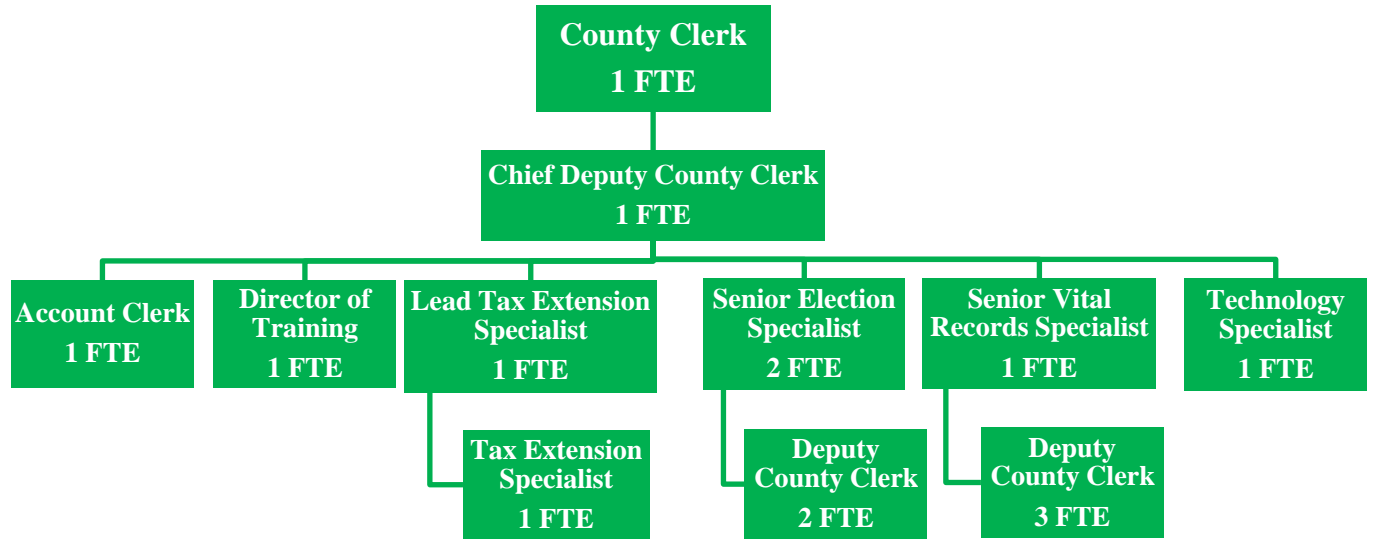 County Clerk
1 FTE
Chief Deputy County Clerk
1 FTE
Account Clerk
1 FTE
Director of
Training
1 FTE
Lead Tax Extension
Specialist
1 FTE
Senior Election
Specialist
2 FTE
Senior Vital
Records Specialist
1 FTE
Technology
Specialist
1 FTE
Tax Extension
Specialist
1 FTE
Deputy
County Clerk
2 FTE
Deputy
County Clerk
3 FTE